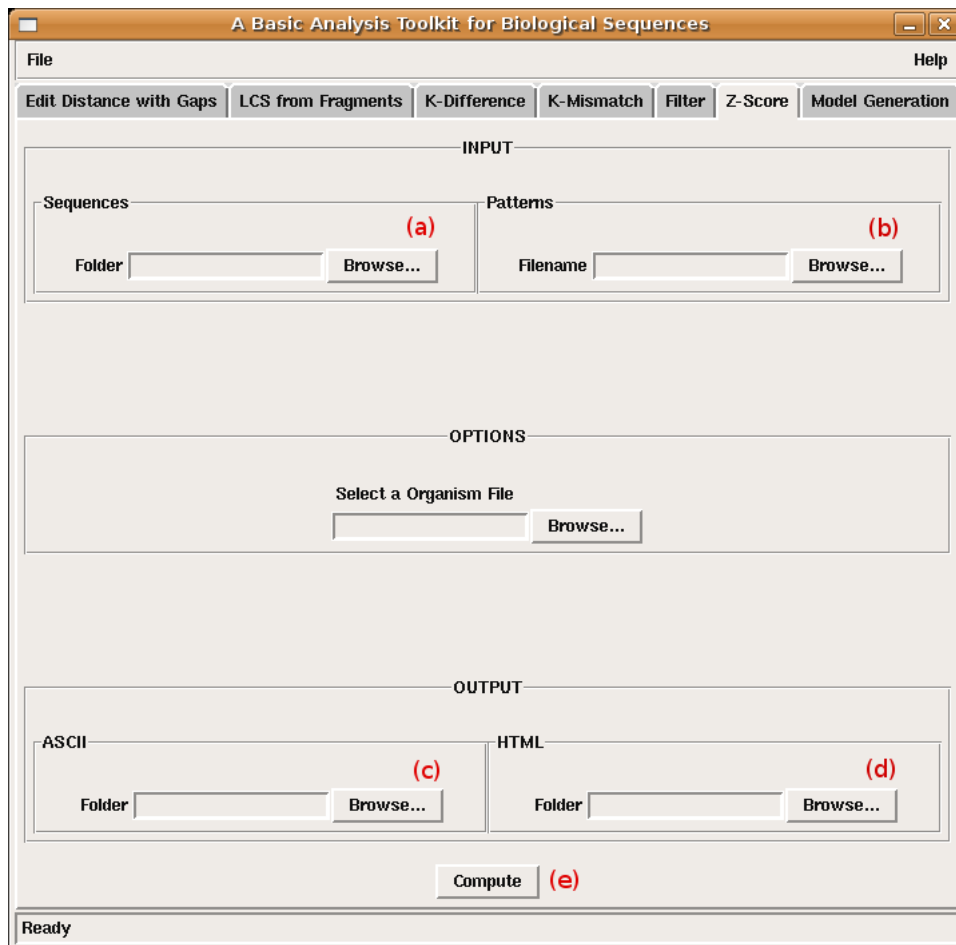 A Basic Analysis Toolkit for Biological Sequences
File Help
Edit Distance with Gaps LCS from Fragments K-Difference K-Mismatch Filter Z-Score Model Generation
INPUT
Sequences Patterns
(a) (b)
Folder Browse... Filename Browse...
OPTIONS
Select a Organism File
Browse...
OUTPUT
ASCII HTML
(c) (d)
Folder Browse... Folder Browse...
Compute (e)
Ready